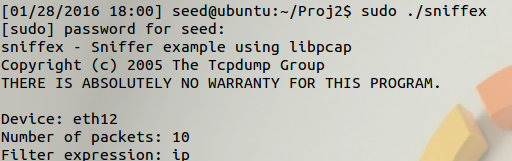 [01/28/2016 18:00] seed@ubuntu:~/Proj2$ sudo ./sniffex
[sudo] password for seed:
sniffex - Sniffer example using libpcap
Copyright (c) 2005 The Tcpdump Group
THERE IS ABSOLUTELY NO WARRANTY FOR THIS PROGRAM.
Device: eth12
Number of packets: 10
Filter expression: ip